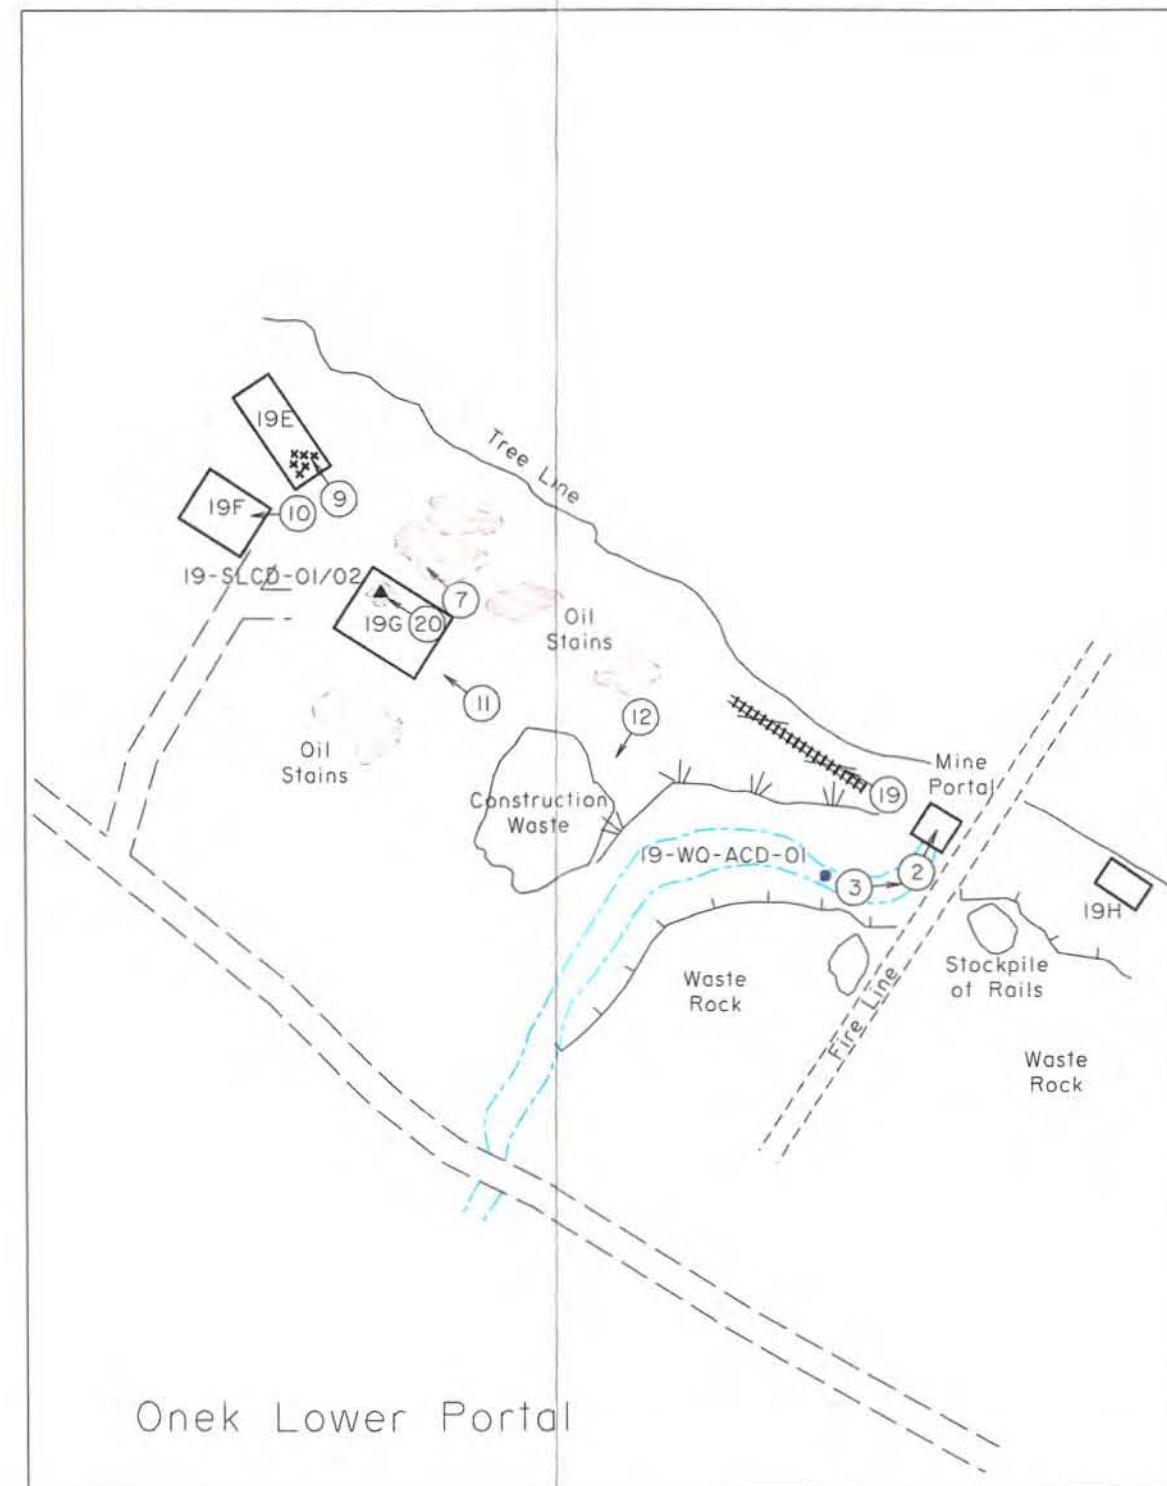 19E
Tree Line
9
19F
10
19-SLCD-01/02
7
19G
20
Oil
Stains
11
12
Oil
Stains
Mine
Portal
19
Construction
Waste
19-WQ-ACD-01
3
2
19H
Waste
Rock
Stockpile
of Rails
Fire Line
Waste
Rock
Onek Lower Portal